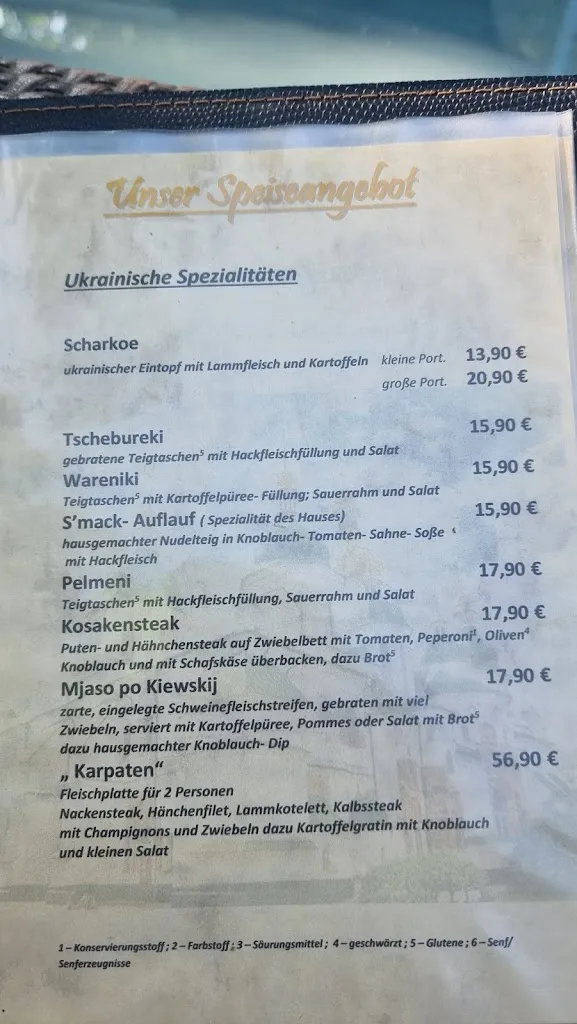 Unser Speiseangebot
Ukrainische Spezialitäten
Scharkoe
ukrainischer Eintopf mit Lammfleisch und Kartoffeln kleine Port. 13,90 €
große Port. 20,90 €
Tschebureki 15,90 €
gebratene Teigtaschen⁵ mit Hackfleischfüllung und Salat
Wareniki 15,90 €
Teigtaschen⁵ mit Kartoffelpüree- Füllung; Sauerrahm und Salat
S'mack- Auflauf ( Spezialität des Hauses) 15,90 €
hausgemachter Nudelteig in Knoblauch- Tomaten- Sahne- Soße
mit Hackfleisch
Pelmeni 17,90 €
Teigtaschen⁵ mit Hackfleischfüllung, Sauerrahm und Salat
Kosakensteak 17,90 €
Puten- und Hähnchensteak auf Zwiebelbett mit Tomaten, Peperoni¹, Oliven⁴
Knoblauch und mit Schafskäse überbacken, dazu Brot⁵
Mjaso po Kiewskij 17,90 €
zarte, eingelegte Schweinefleischstreifen, gebraten mit viel
Zwiebeln, serviert mit Kartoffelpüree, Pommes oder Salat mit Brot⁵
dazu hausgemachter Knoblauch- Dip
„ Karpaten“ 56,90 €
Fleischplatte für 2 Personen
Nackensteak, Hänchenfilet, Lammkotelett, Kalbssteak
mit Champignons und Zwiebeln dazu Kartoffelgratin mit Knoblauch
und kleinen Salat
1 – Konservierungsstoff ; 2 – Farbstoff ; 3 – Säurungsmittel ; 4 – geschwärzt ; 5 – Glutene ; 6 – Senf/
Senferzeugnisse